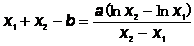 x₁ + x₂ − b = a(ln x₂ − ln x₁) / (x₂ − x₁)